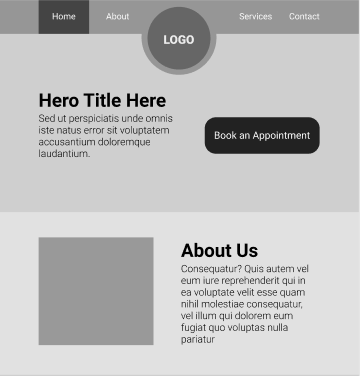 Home About LOGO Services Contact
Hero Title Here
Sed ut perspiciatis unde omnis
iste natus error sit voluptatem
accusantium doloremque
laudantium.
Book an Appointment
About Us
Consequatur? Quis autem vel
eum iure reprehenderit qui in
ea voluptate velit esse quam
nihil molestiae consequatur,
vel illum qui dolorem eum
fugiat quo voluptas nulla
pariatur